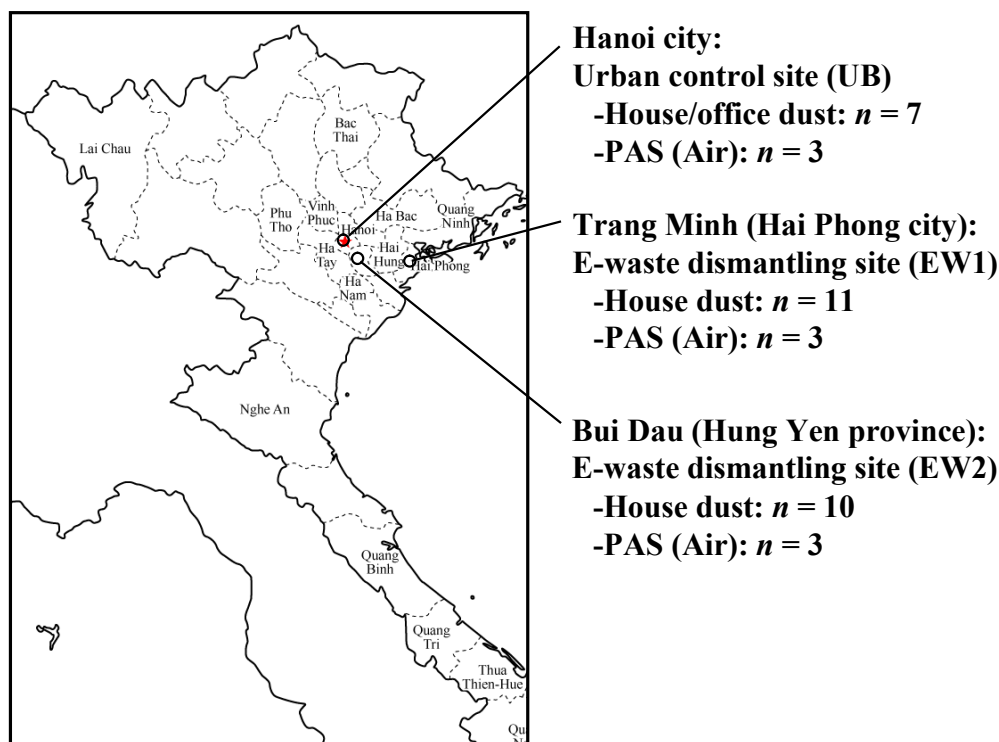 Hanoi city:
Urban control site (UB)
-House/office dust: n = 7
-PAS (Air): n = 3
Trang Minh (Hai Phong city):
E-waste dismantling site (EW1)
-House dust: n = 11
-PAS (Air): n = 3
Bui Dau (Hung Yen province):
E-waste dismantling site (EW2)
-House dust: n = 10
-PAS (Air): n = 3
Lai Chau
Bac
Thai
Phu
Tho
Vinh
Phuc
Hanoi
Ha Bac
Quang
Ninh
Ha
Tay
Hai
Hung
Hai Phong
Ha
Nam
Nghe An
Quang
Binh
Quang
Tri
Thua
Thien-Hue